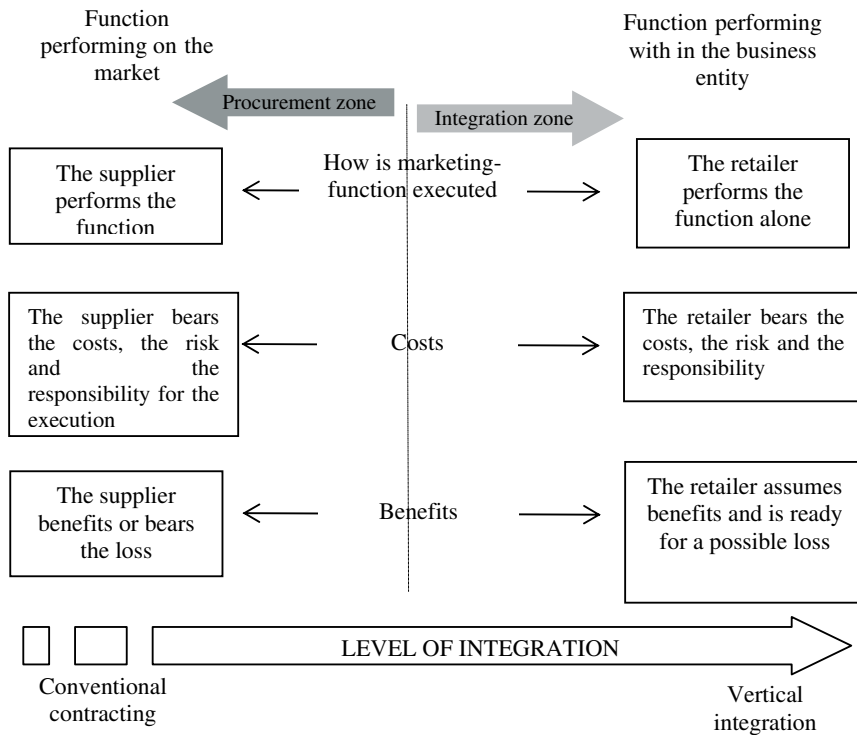 Function
performing on the
market
Function performing
with in the business
entity
Procurement zone
Integration zone
The supplier
performs the
function
How is marketing-
function executed
The retailer
performs the
function alone
The supplier bears
the costs, the risk
and the
responsibility for the
execution
Costs
The retailer bears the
costs, the risk and the
responsibility
The supplier
benefits or bears
the loss
Benefits
The retailer assumes
benefits and is ready
for a possible loss
LEVEL OF INTEGRATION
Conventional
contracting
Vertical
integration